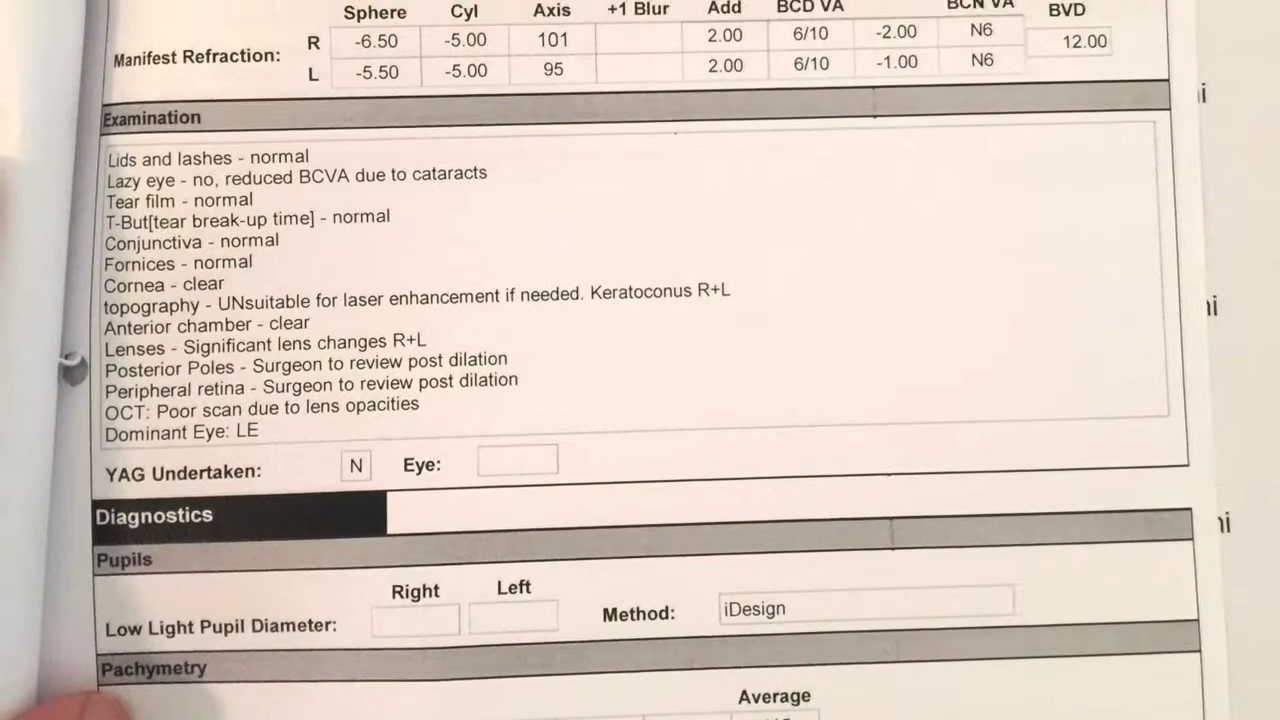 Sphere Cyl Axis +1 Blur Add BCD VA BCN VA BVD
Manifest Refraction: R -6.50 -5.00 101 2.00 6/10 -2.00 N6 12.00
L -5.50 -5.00 95 2.00 6/10 -1.00 N6
Examination
Lids and lashes - normal
Lazy eye - no, reduced BCVA due to cataracts
Tear film - normal
T-But[tear break-up time] - normal
Conjunctiva - normal
Fornices - normal
Cornea - clear
topography - UNsuitable for laser enhancement if needed. Keratoconus R+L
Anterior chamber - clear
Lenses - Significant lens changes R+L
Posterior Poles - Surgeon to review post dilation
Peripheral retina - Surgeon to review post dilation
OCT: Poor scan due to lens opacities
Dominant Eye: LE
YAG Undertaken: N Eye:
Diagnostics
Pupils
Right Left
Low Light Pupil Diameter: Method: iDesign
Pachymetry
Average